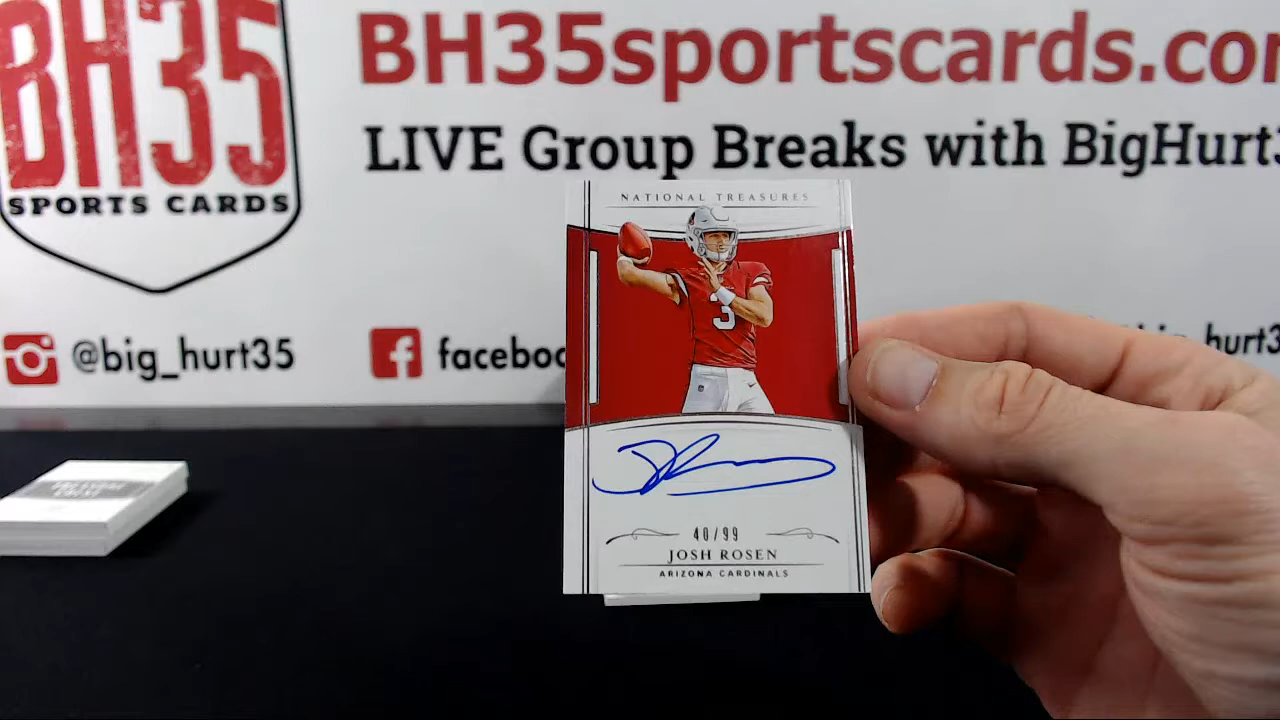 BH35
SPORTS CARDS
BH35sportscards.co
LIVE Group Breaks with BigHurt3
@big_hurt35
faceboo
hurt3
NATIONAL TREASURES
3
40/99
JOSH ROSEN
ARIZONA CARDINALS